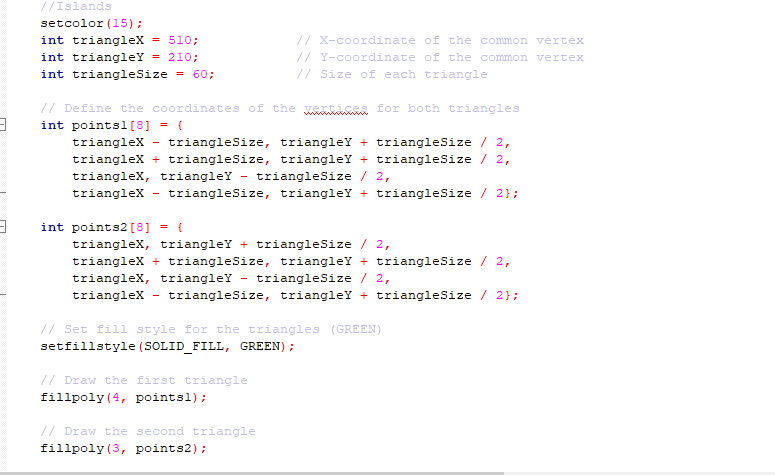 //Islands
setcolor(15);
int triangleX = 510; // X-coordinate of the common vertex
int triangleY = 210; // Y-coordinate of the common vertex
int triangleSize = 60; // Size of each triangle
// Define the coordinates of the vertices for both triangles
int points1[8] = {
triangleX - triangleSize, triangleY + triangleSize / 2,
triangleX + triangleSize, triangleY + triangleSize / 2,
triangleX, triangleY - triangleSize / 2,
triangleX - triangleSize, triangleY + triangleSize / 2};
int points2[8] = {
triangleX, triangleY + triangleSize / 2,
triangleX + triangleSize, triangleY + triangleSize / 2,
triangleX, triangleY - triangleSize / 2,
triangleX - triangleSize, triangleY + triangleSize / 2};
// Set fill style for the triangles (GREEN)
setfillstyle(SOLID_FILL, GREEN);
// Draw the first triangle
fillpoly(4, points1);
// Draw the second triangle
fillpoly(3, points2);